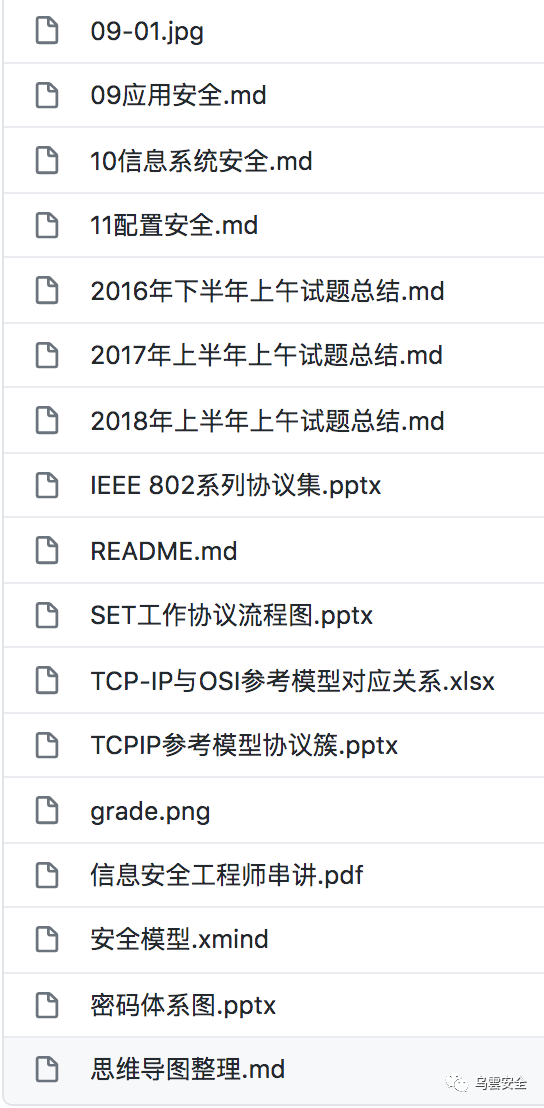 09-01.jpg
09应用安全.md
10信息系统安全.md
11配置安全.md
2016年下半年上午试题总结.md
2017年上半年上午试题总结.md
2018年上半年上午试题总结.md
IEEE 802系列协议集.pptx
README.md
SET工作协议流程图.pptx
TCP-IP与OSI参考模型对应关系.xlsx
TCPIP参考模型协议簇.pptx
grade.png
信息安全工程师串讲.pdf
安全模型.xmind
密码体系图.pptx
思维导图整理.md
乌雲安全